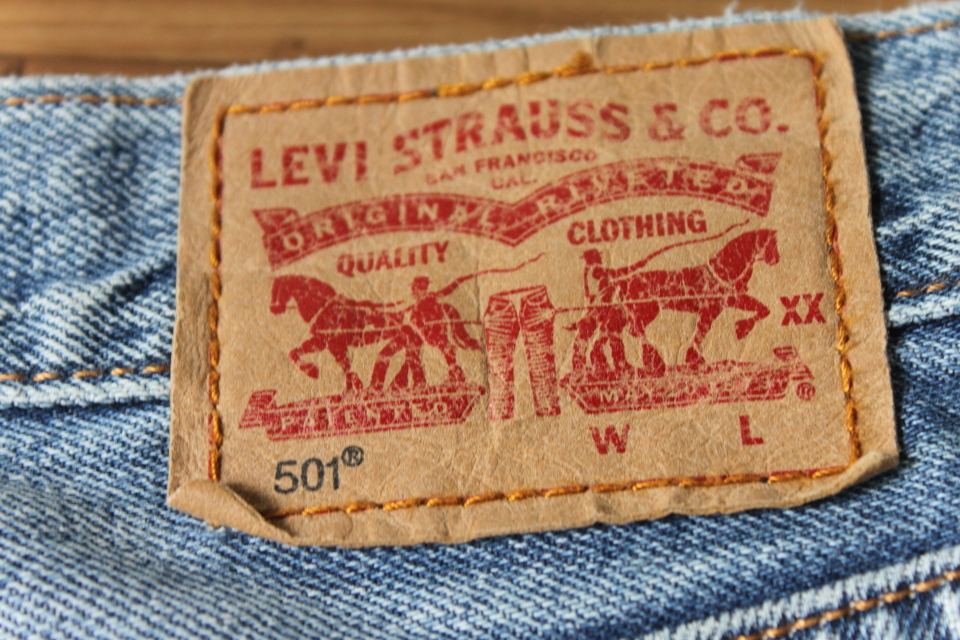 LEVI STRAUSS & CO.
SAN FRANCISCO
CAL.
ORIGINAL RIVETED
QUALITY CLOTHING
XX
®
W L
501®